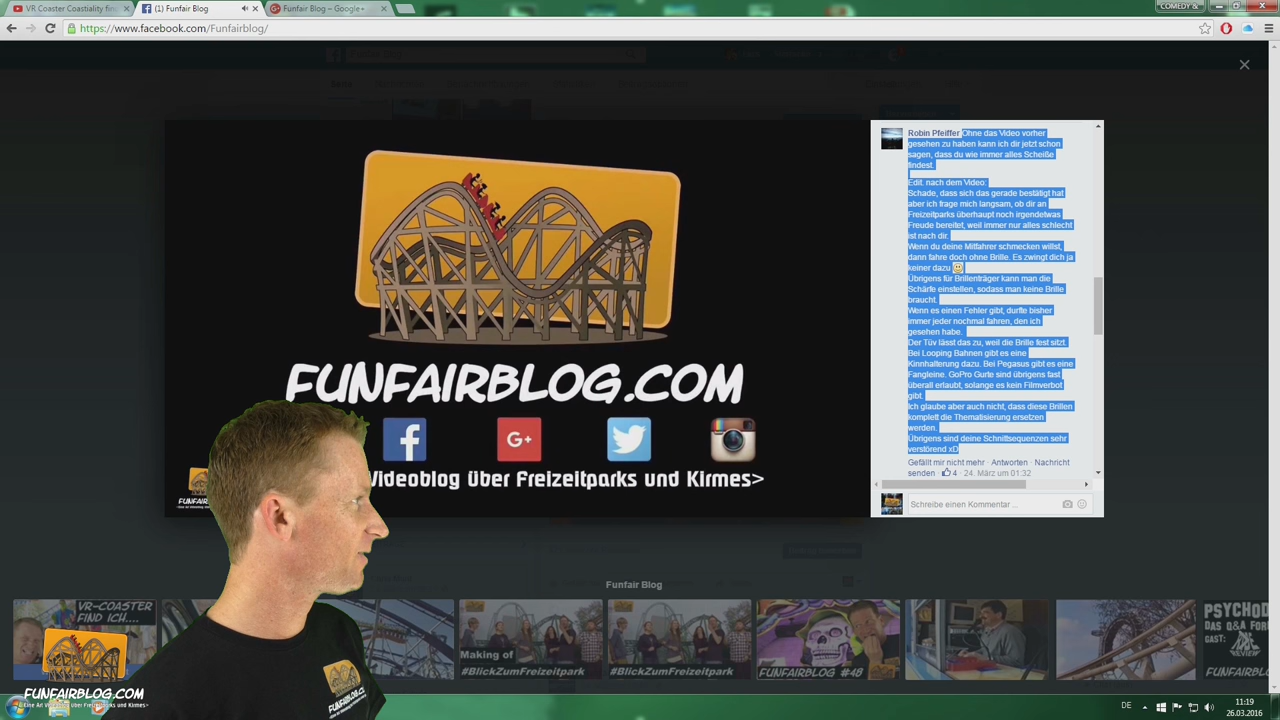 VR Coaster Coastiality find
(1) Funfair Blog
Funfair Blog – Google+
COMEDY &
https://www.facebook.com/Funfairblog/
Robin Pfeiffer Ohne das Video vorher
gesehen zu haben kann ich dir jetzt schon
sagen, dass du wie immer alles Scheiße
findest.
Edit. nach dem Video:
Schade, dass sich das gerade bestätigt hat
aber ich frage mich langsam, ob dir an
Freizeitparks überhaupt noch irgendetwas
Freude bereitet, weil immer nur alles schlecht
ist nach dir.
Wenn du deine Mitfahrer schmecken willst,
dann fahre doch ohne Brille. Es zwingt dich ja
keiner dazu
Übrigens für Brillenträger kann man die
Schärfe einstellen, sodass man keine Brille
braucht.
Wenn es einen Fehler gibt, durfte bisher
immer jeder nochmal fahren, den ich
gesehen habe.
Der Tüv lässt das zu, weil die Brille fest sitzt.
Bei Looping Bahnen gibt es eine
Kinnhalterung dazu. Bei Pegasus gibt es eine
Fangleine. GoPro Gurte sind übrigens fast
überall erlaubt, solange es kein Filmverbot
gibt.
Ich glaube aber auch nicht, dass diese Brillen
komplett die Thematisierung ersetzen
werden.
Übrigens sind deine Schnittsequenzen sehr
verstörend xD
Gefällt mir nicht mehr · Antworten · Nachricht
senden · 4 · 24. März um 01:32
Schreibe einen Kommentar ...
FUNFAIRBLOG.COM
Videoblog über Freizeitparks und Kirmes>
Funfair Blog
VR-COASTER
FIND ICH....
Making of
#BlickZumFreizeitpark
#BlickZumFreizeitpark
FUNFAIRBLOG #48
PSYCHOD
DAS Q&A FOR
GAST:
REVIEW
FUNFAIRBL
FUNFAIRBLOG.COM
FUNFAIRBLOG.C
DE
11:19
26.03.2016